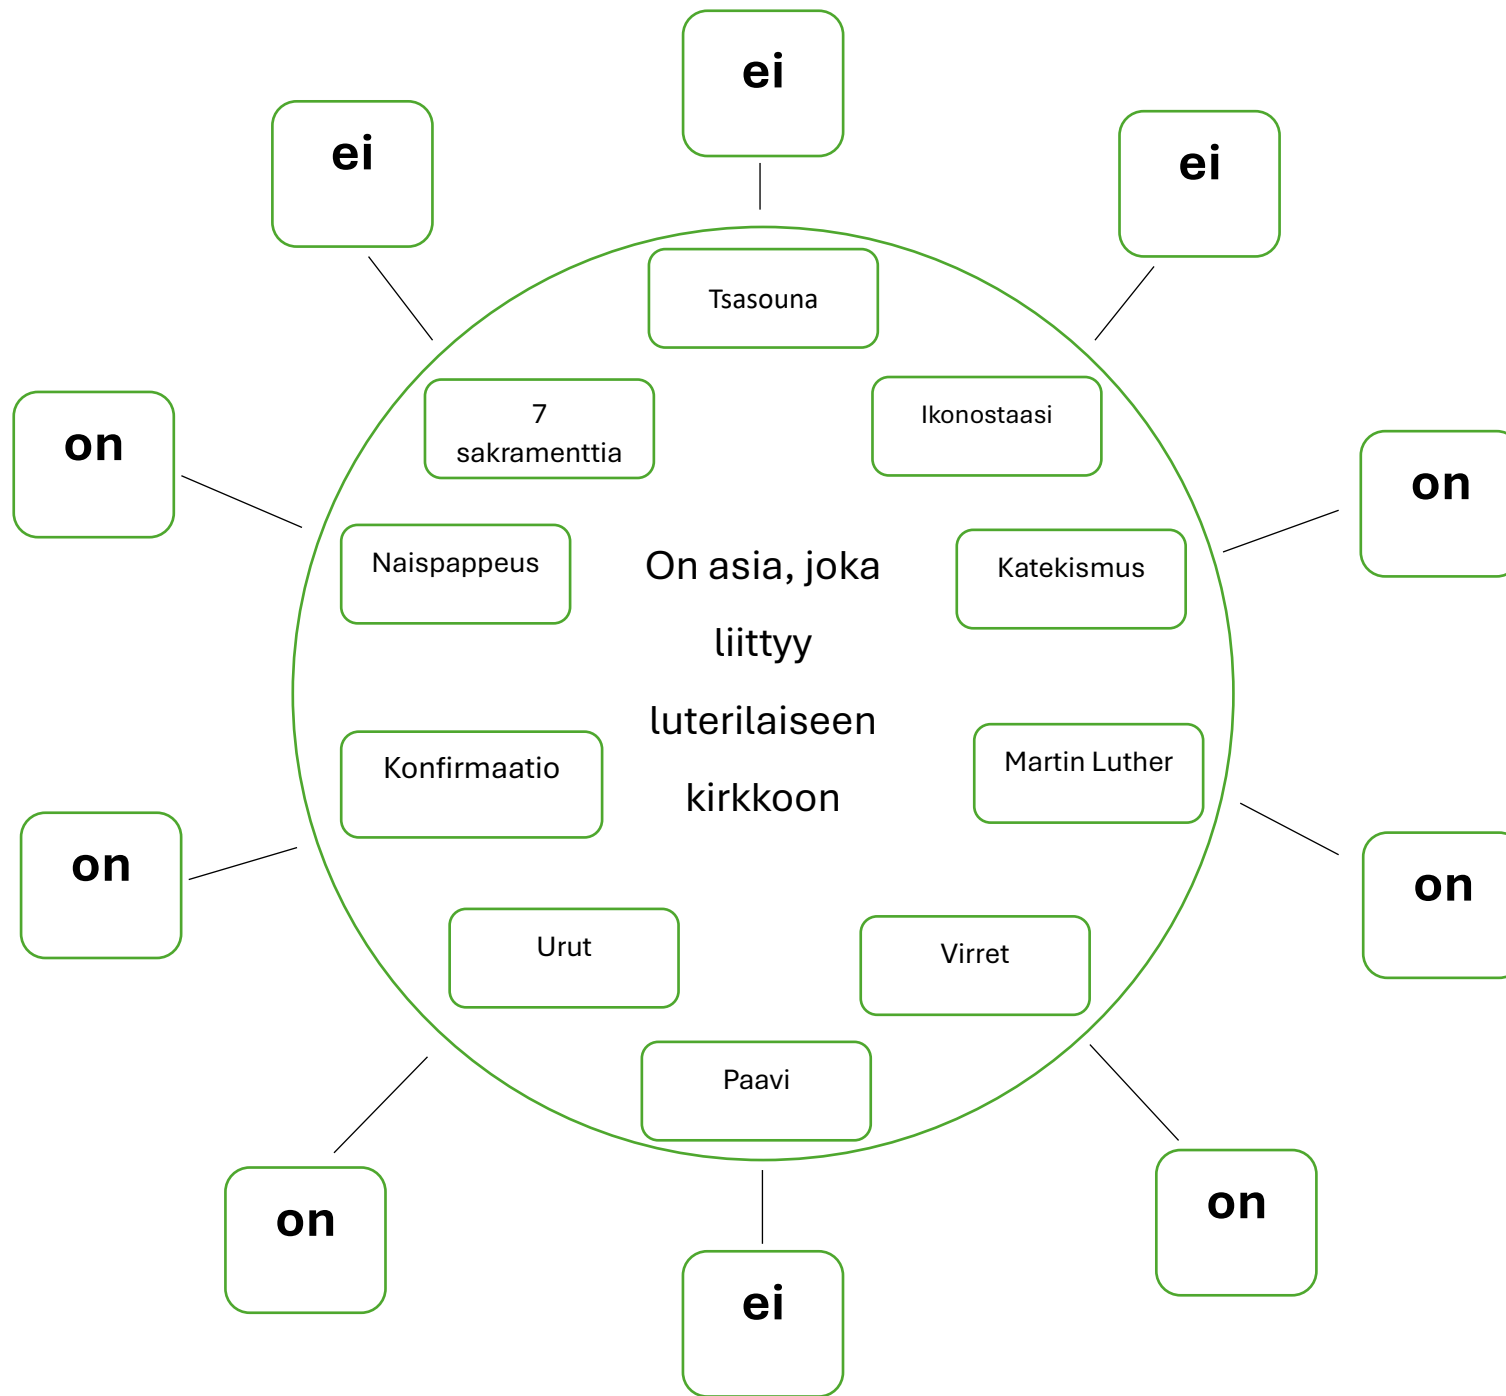 ei
ei
ei
Tsasouna
7
sakramenttia
Ikonostaasi
on
on
Naispappeus
Katekismus
On asia, joka
liittyy
luterilaiseen
kirkkoon
Konfirmaatio
Martin Luther
on
on
Urut
Virret
Paavi
on
on
ei